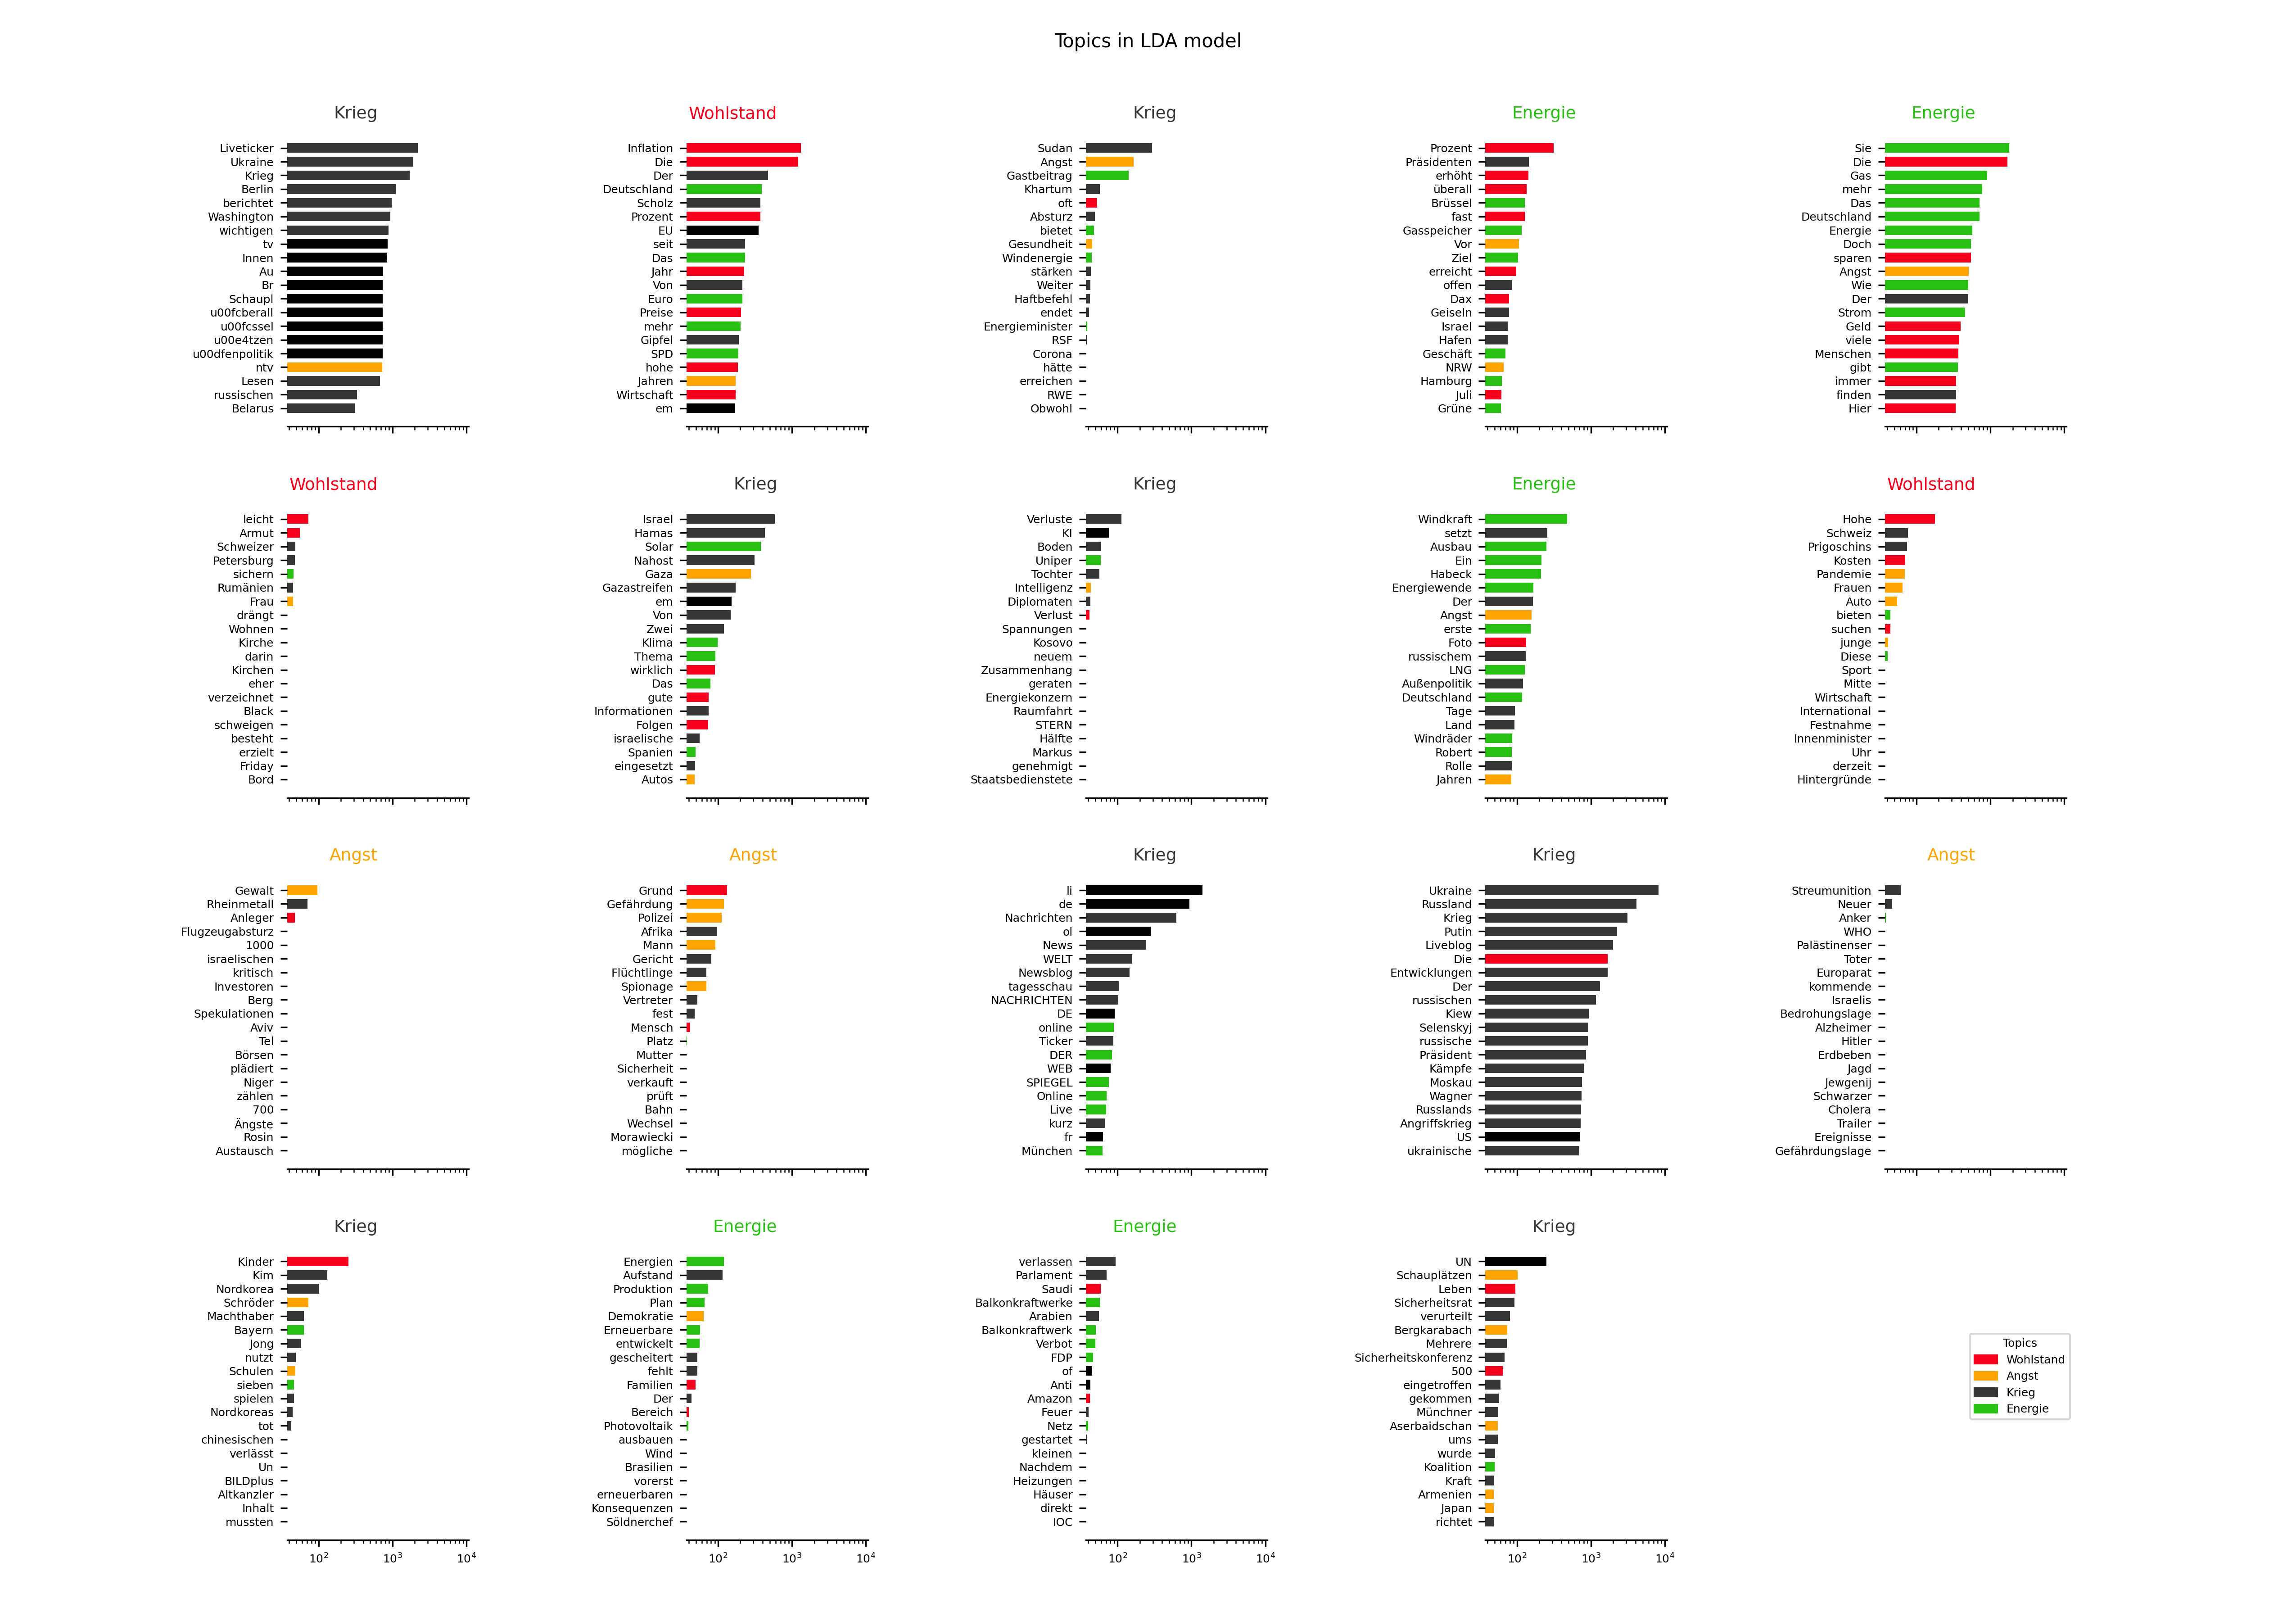 Topics in LDA model
Krieg
Liveticker
Ukraine
Krieg
Berlin
berichtet
Washington
wichtigen
tv
Innen
Au
Br
Schaupl
u00fcberall
u00fcssel
u00e4tzen
u00dfenpolitik
ntv
Lesen
russischen
Belarus
Wohlstand
Inflation
Die
Der
Deutschland
Scholz
Prozent
EU
seit
Das
Jahr
Von
Euro
Preise
mehr
Gipfel
SPD
hohe
Jahren
Wirtschaft
em
Krieg
Sudan
Angst
Gastbeitrag
Khartum
oft
Absturz
bietet
Gesundheit
Windenergie
stärken
Weiter
Haftbefehl
endet
Energieminister
RSF
Corona
hätte
erreichen
RWE
Obwohl
Energie
Prozent
Präsidenten
erhöht
überall
Brüssel
fast
Gasspeicher
Vor
Ziel
erreicht
offen
Dax
Geiseln
Israel
Hafen
Geschäft
NRW
Hamburg
Juli
Grüne
Energie
Sie
Die
Gas
mehr
Das
Deutschland
Energie
Doch
sparen
Angst
Wie
Der
Strom
Geld
viele
Menschen
gibt
immer
finden
Hier
Wohlstand
leicht
Armut
Schweizer
Petersburg
sichern
Rumänien
Frau
drängt
Wohnen
Kirche
darin
Kirchen
eher
verzeichnet
Black
schweigen
besteht
erzielt
Friday
Bord
Krieg
Israel
Hamas
Solar
Nahost
Gaza
Gazastreifen
em
Von
Zwei
Klima
Thema
wirklich
Das
gute
Informationen
Folgen
israelische
Spanien
eingesetzt
Autos
Krieg
Verluste
KI
Boden
Uniper
Tochter
Intelligenz
Diplomaten
Verlust
Spannungen
Kosovo
neuem
Zusammenhang
geraten
Energiekonzern
Raumfahrt
STERN
Hälfte
Markus
genehmigt
Staatsbedienstete
Energie
Windkraft
setzt
Ausbau
Ein
Habeck
Energiewende
Der
Angst
erste
Foto
russischem
LNG
Außenpolitik
Deutschland
Tage
Land
Windräder
Robert
Rolle
Jahren
Wohlstand
Hohe
Schweiz
Prigoschins
Kosten
Pandemie
Frauen
Auto
bieten
suchen
junge
Diese
Sport
Mitte
Wirtschaft
International
Festnahme
Innenminister
Uhr
derzeit
Hintergründe
Angst
Gewalt
Rheinmetall
Anleger
Flugzeugabsturz
1000
israelischen
kritisch
Investoren
Berg
Spekulationen
Aviv
Tel
Börsen
plädiert
Niger
zählen
700
Ängste
Rosin
Austausch
Angst
Grund
Gefährdung
Polizei
Afrika
Mann
Gericht
Flüchtlinge
Spionage
Vertreter
fest
Mensch
Platz
Mutter
Sicherheit
verkauft
prüft
Bahn
Wechsel
Morawiecki
mögliche
Krieg
li
de
Nachrichten
ol
News
WELT
Newsblog
tagesschau
NACHRICHTEN
DE
online
Ticker
DER
WEB
SPIEGEL
Online
Live
kurz
fr
München
Krieg
Ukraine
Russland
Krieg
Putin
Liveblog
Die
Entwicklungen
Der
russischen
Kiew
Selenskyj
russische
Präsident
Kämpfe
Moskau
Wagner
Russlands
Angriffskrieg
US
ukrainische
Angst
Streumunition
Neuer
Anker
WHO
Palästinenser
Toter
Europarat
kommende
Israelis
Bedrohungslage
Alzheimer
Hitler
Erdbeben
Jagd
Jewgenij
Schwarzer
Cholera
Trailer
Ereignisse
Gefährdungslage
Krieg
Kinder
Kim
Nordkorea
Schröder
Machthaber
Bayern
Jong
nutzt
Schulen
sieben
spielen
Nordkoreas
tot
chinesischen
verlässt
Un
BILDplus
Altkanzler
Inhalt
mussten
10² 10³ 10⁴
Energie
Energien
Aufstand
Produktion
Plan
Demokratie
Erneuerbare
entwickelt
gescheitert
fehlt
Familien
Der
Bereich
Photovoltaik
ausbauen
Wind
Brasilien
vorerst
erneuerbaren
Konsequenzen
Söldnerchef
10² 10³ 10⁴
Energie
verlassen
Parlament
Saudi
Balkonkraftwerke
Arabien
Balkonkraftwerk
Verbot
FDP
of
Anti
Amazon
Feuer
Netz
gestartet
kleinen
Nachdem
Heizungen
Häuser
direkt
IOC
10² 10³ 10⁴
Krieg
UN
Schauplätzen
Leben
Sicherheitsrat
verurteilt
Bergkarabach
Mehrere
Sicherheitskonferenz
500
eingetroffen
gekommen
Münchner
Aserbaidschan
ums
wurde
Koalition
Kraft
Armenien
Japan
richtet
10² 10³ 10⁴
Topics
Wohlstand
Angst
Krieg
Energie